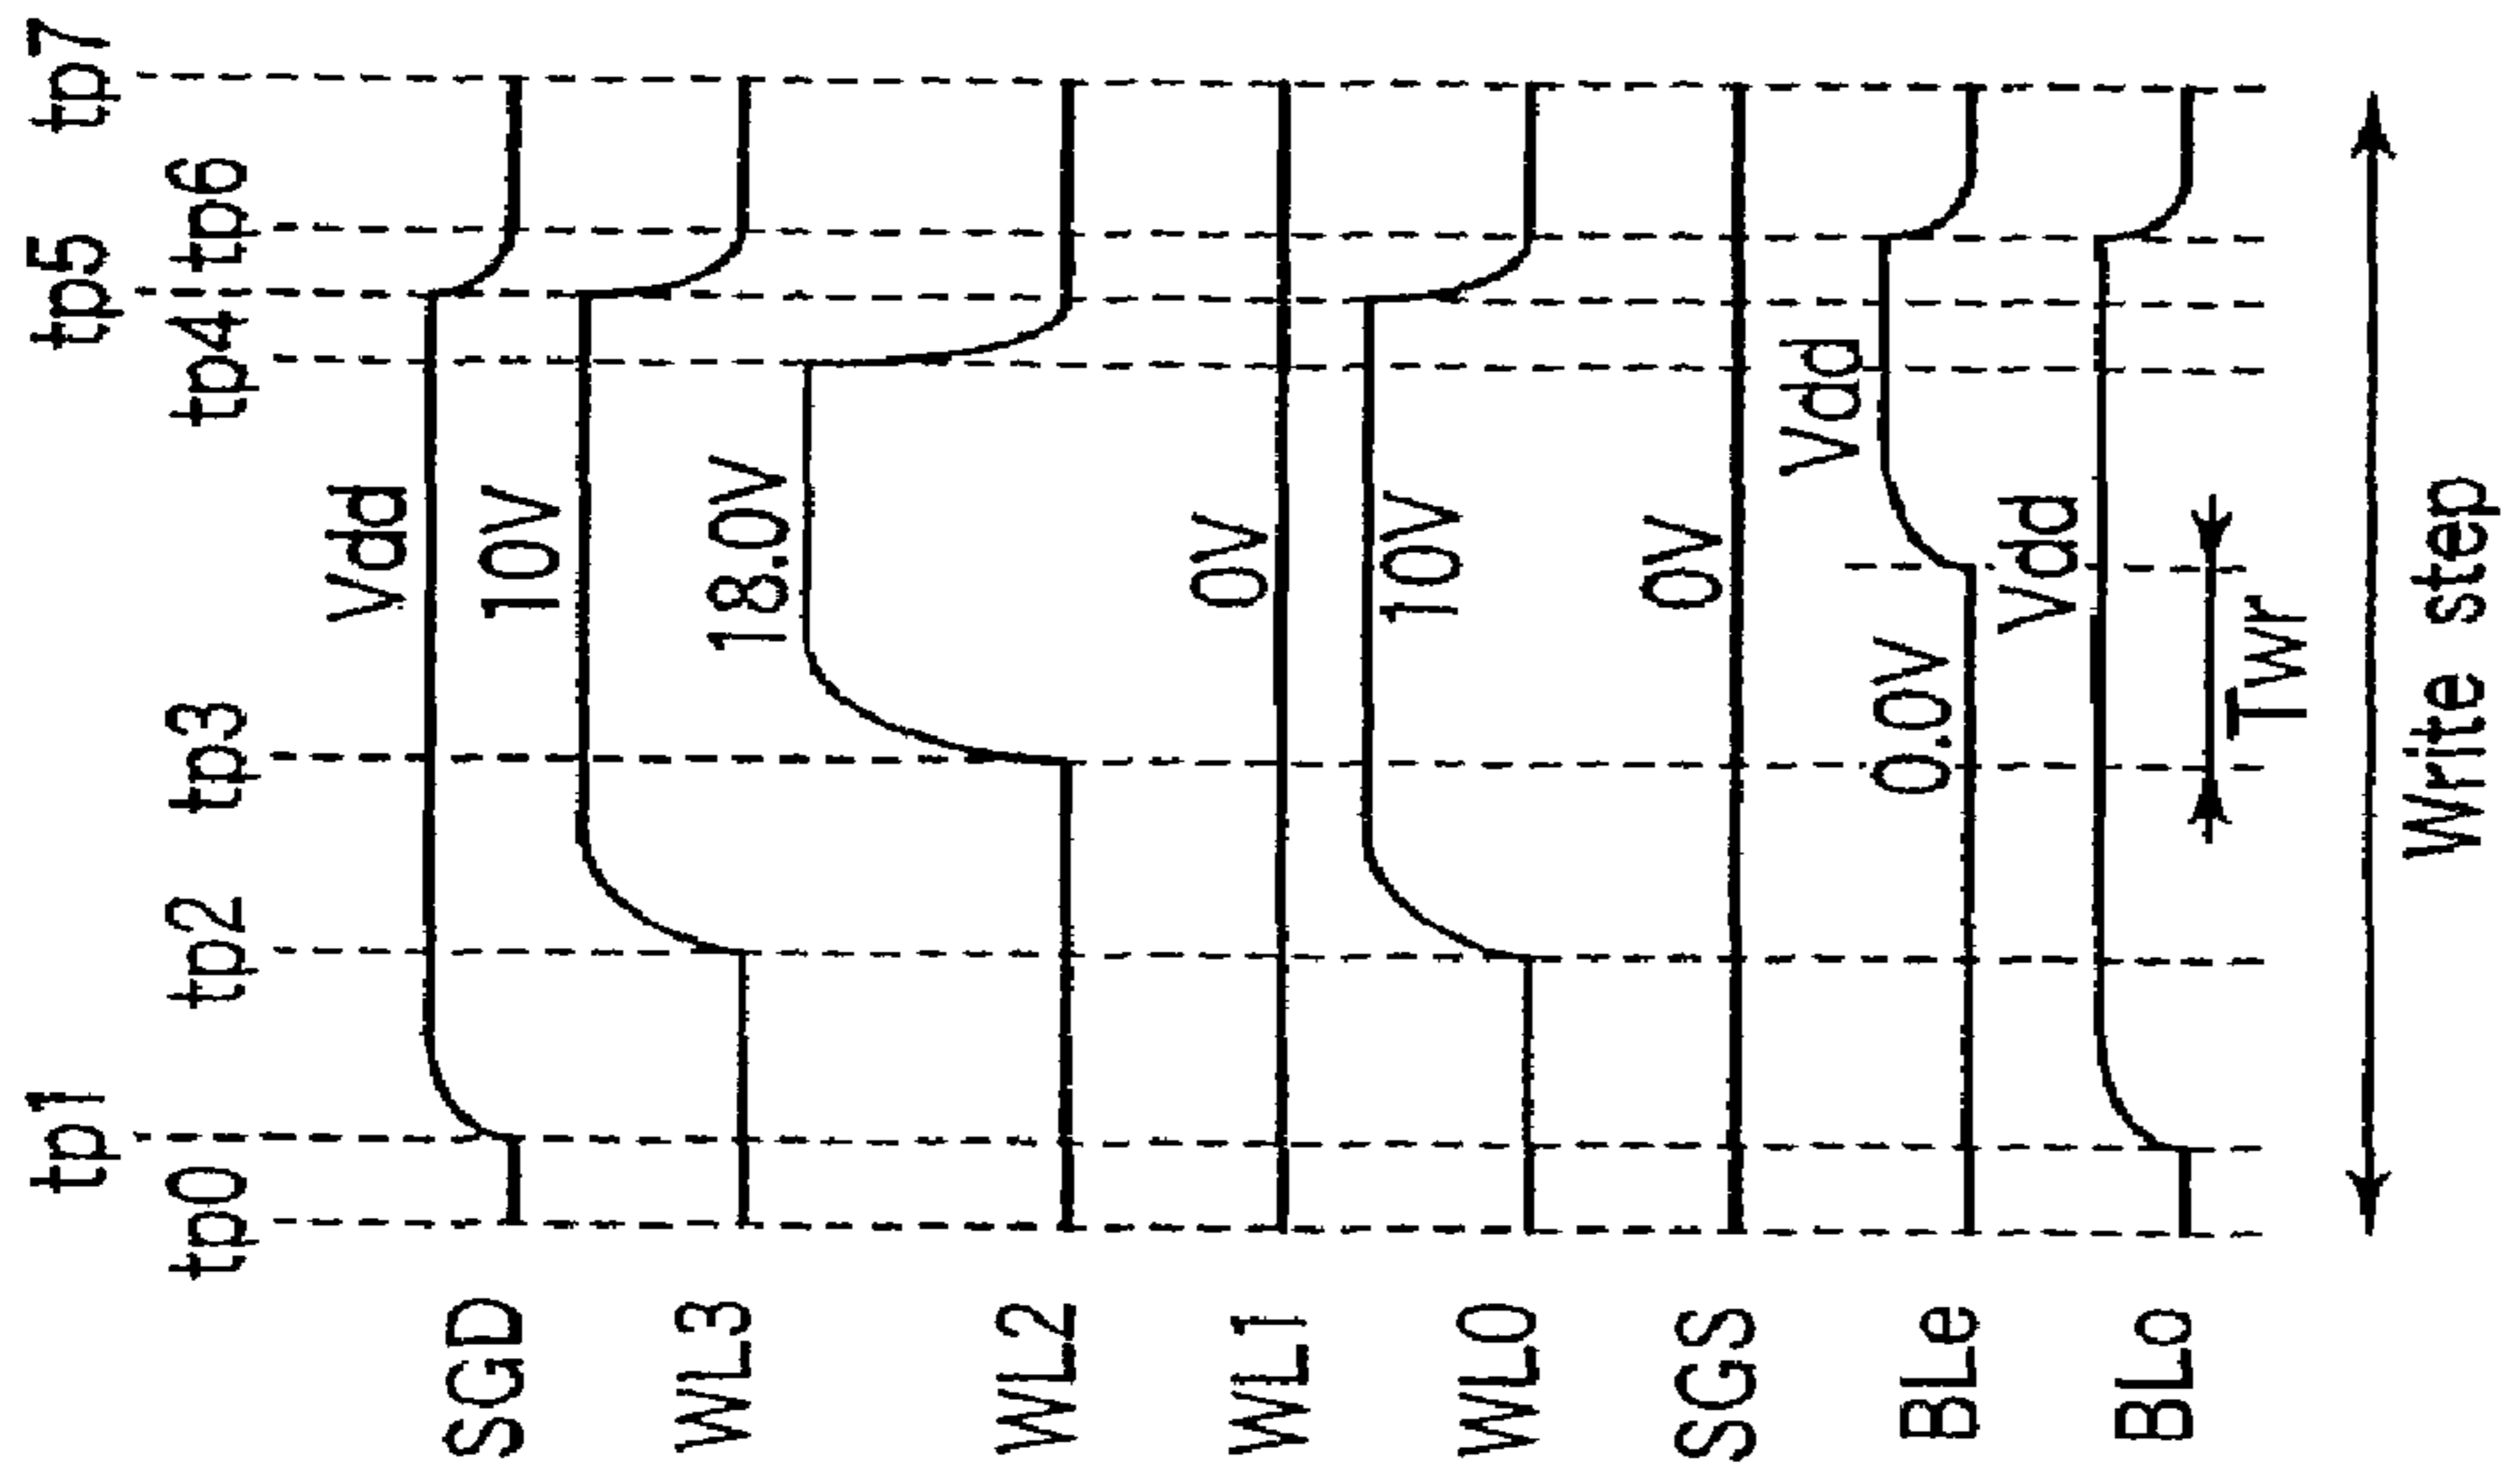 tp1 tp5 tp7
tp0 tp2 tp3 tp4 tp6
SGD Vdd
WL3 10V
WL2 18.0V
WL1 0V
WL0 10V
SGS 0V
BLe 0.0V Vdd
BLo Vdd
Twr
Write step